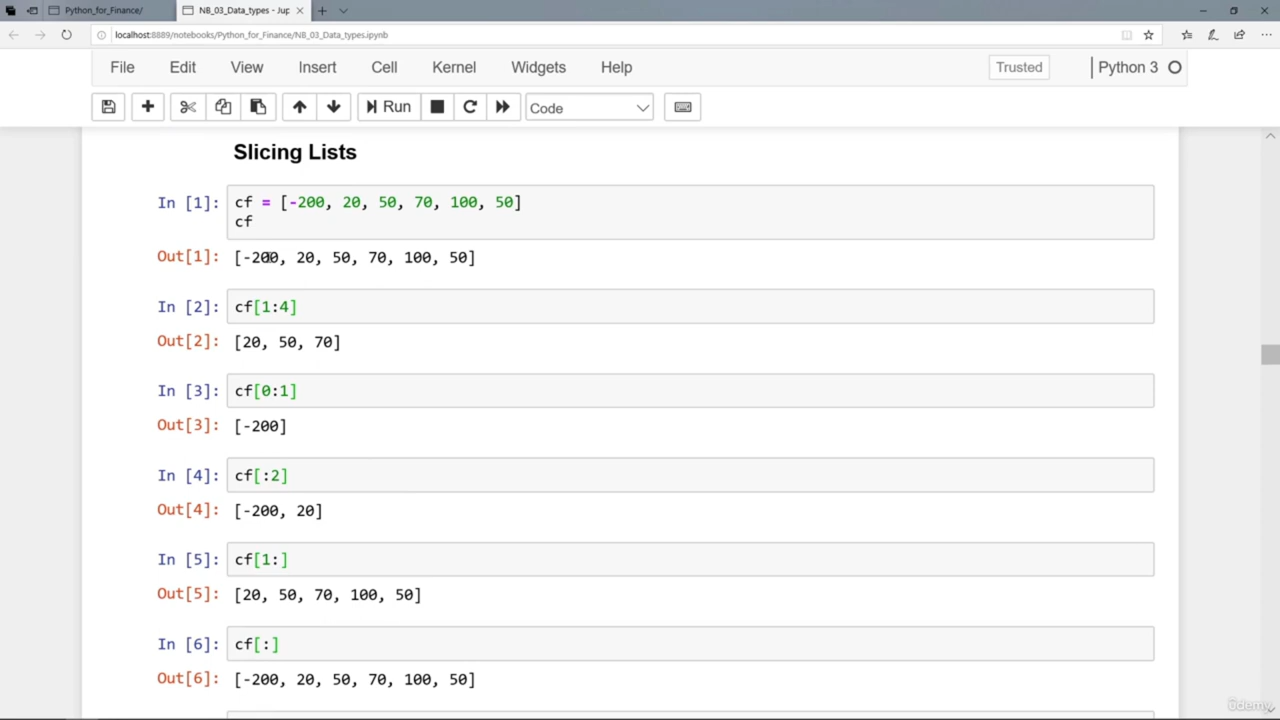 Python_for_Finance/
NB_03_Data_types - Jup
localhost:8889/notebooks/Python_for_Finance/NB_03_Data_types.ipynb
File Edit View Insert Cell Kernel Widgets Help Trusted Python 3
Run Code
Slicing Lists
In [1]: cf = [-200, 20, 50, 70, 100, 50]
cf
Out[1]: [-200, 20, 50, 70, 100, 50]
In [2]: cf[1:4]
Out[2]: [20, 50, 70]
In [3]: cf[0:1]
Out[3]: [-200]
In [4]: cf[:2]
Out[4]: [-200, 20]
In [5]: cf[1:]
Out[5]: [20, 50, 70, 100, 50]
In [6]: cf[:]
Out[6]: [-200, 20, 50, 70, 100, 50]
Udemy